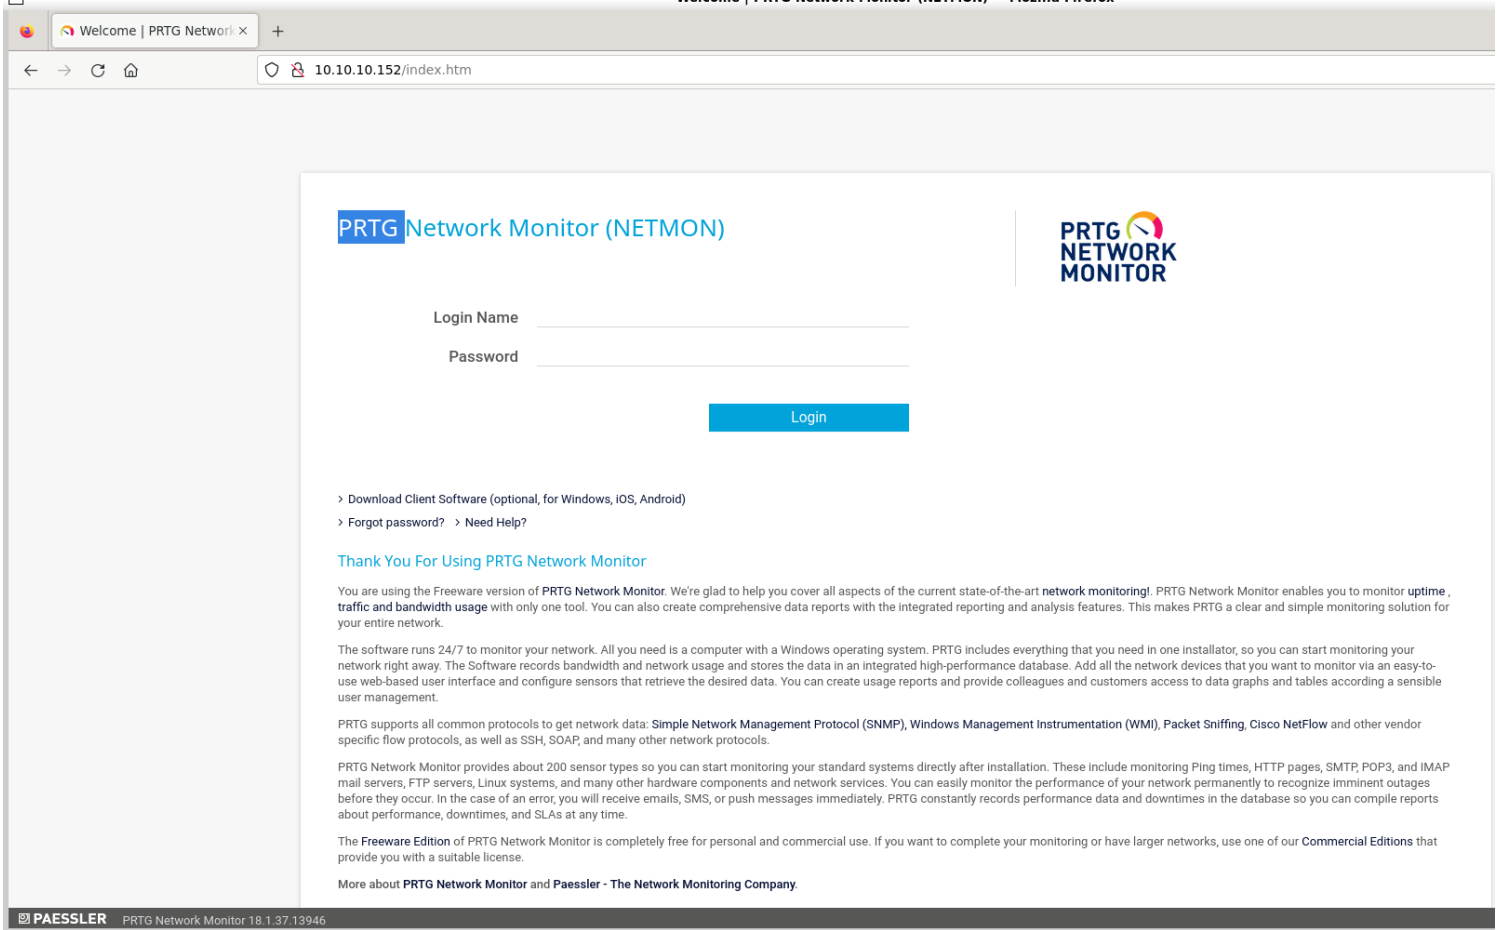 Welcome | PRTG Network Monitor (NETMON) — Mozilla Firefox
Welcome | PRTG Network
10.10.10.152/index.htm
PRTG Network Monitor (NETMON)
PRTG
NETWORK
MONITOR
Login Name
Password
Login
Download Client Software (optional, for Windows, iOS, Android)
Forgot password? Need Help?
Thank You For Using PRTG Network Monitor
You are using the Freeware version of PRTG Network Monitor. We're glad to help you cover all aspects of the current state-of-the-art network monitoring!. PRTG Network Monitor enables you to monitor uptime ,
traffic and bandwidth usage with only one tool. You can also create comprehensive data reports with the integrated reporting and analysis features. This makes PRTG a clear and simple monitoring solution for
your entire network.
The software runs 24/7 to monitor your network. All you need is a computer with a Windows operating system. PRTG includes everything that you need in one installator, so you can start monitoring your
network right away. The Software records bandwidth and network usage and stores the data in an integrated high-performance database. Add all the network devices that you want to monitor via an easy-to-
use web-based user interface and configure sensors that retrieve the desired data. You can create usage reports and provide colleagues and customers access to data graphs and tables according a sensible
user management.
PRTG supports all common protocols to get network data: Simple Network Management Protocol (SNMP), Windows Management Instrumentation (WMI), Packet Sniffing, Cisco NetFlow and other vendor
specific flow protocols, as well as SSH, SOAP, and many other network protocols.
PRTG Network Monitor provides about 200 sensor types so you can start monitoring your standard systems directly after installation. These include monitoring Ping times, HTTP pages, SMTP, POP3, and IMAP
mail servers, FTP servers, Linux systems, and many other hardware components and network services. You can easily monitor the performance of your network permanently to recognize imminent outages
before they occur. In the case of an error, you will receive emails, SMS, or push messages immediately. PRTG constantly records performance data and downtimes in the database so you can compile reports
about performance, downtimes, and SLAs at any time.
The Freeware Edition of PRTG Network Monitor is completely free for personal and commercial use. If you want to complete your monitoring or have larger networks, use one of our Commercial Editions that
provide you with a suitable license.
More about PRTG Network Monitor and Paessler - The Network Monitoring Company.
PAESSLER PRTG Network Monitor 18.1.37.13946